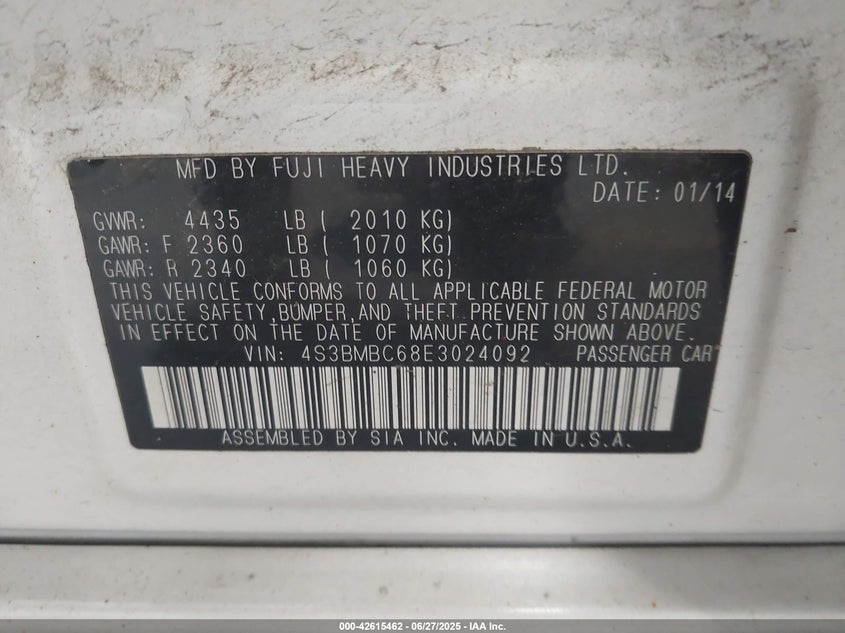 MFD BY FUJI HEAVY INDUSTRIES LTD.
DATE: 01/14
GVWR: 4435 LB ( 2010 KG)
GAWR: F 2360 LB ( 1070 KG)
GAWR: R 2340 LB ( 1060 KG)
THIS VEHICLE CONFORMS TO ALL APPLICABLE FEDERAL MOTOR
VEHICLE SAFETY,BUMPER,AND THEFT PREVENTION STANDARDS
IN EFFECT ON THE DATE OF MANUFACTURE SHOWN ABOVE.
VIN: 4S3BMBC68E3024092 PASSENGER CAR
ASSEMBLED BY SIA INC. MADE IN U.S.A.
000-42615462 - 06/27/2025 - IAA Inc.